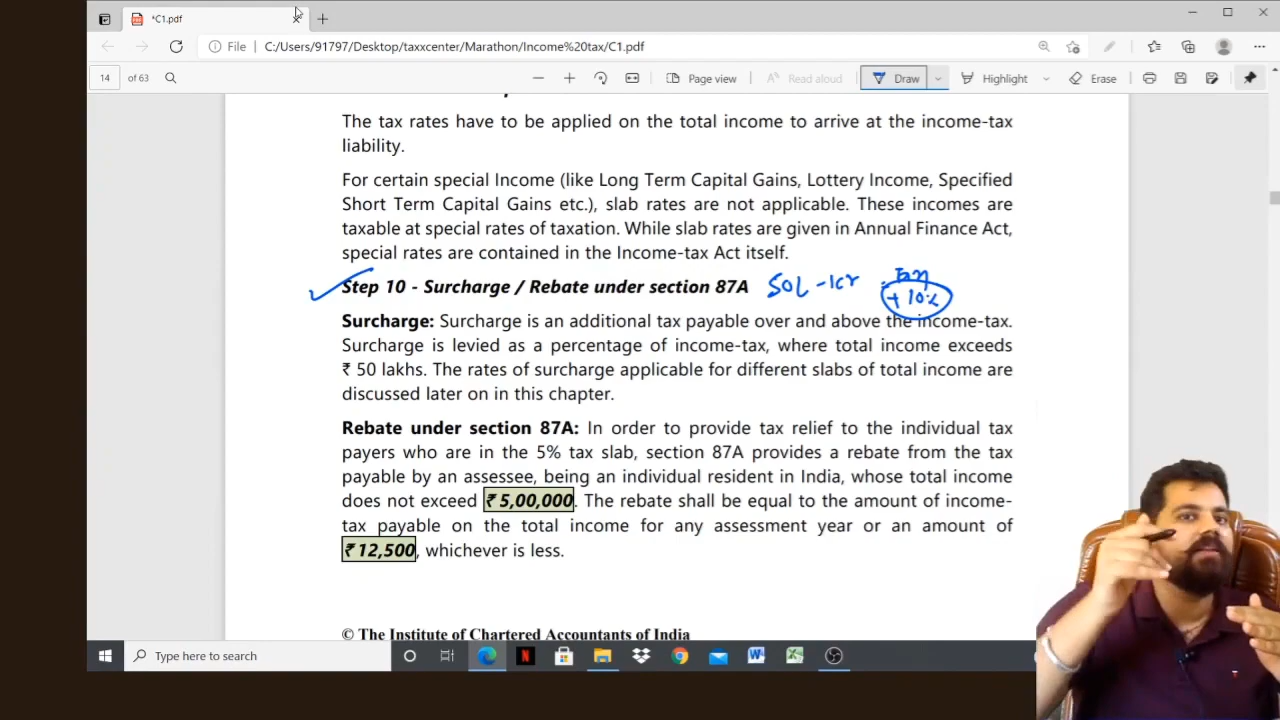 *C1.pdf
File C:/Users/91797/Desktop/taxxcenter/Marathon/Income%20tax/C1.pdf
14 of 63 Page view Read aloud Draw Highlight Erase
The tax rates have to be applied on the total income to arrive at the income-tax
liability.
For certain special Income (like Long Term Capital Gains, Lottery Income, Specified
Short Term Capital Gains etc.), slab rates are not applicable. These incomes are
taxable at special rates of taxation. While slab rates are given in Annual Finance Act,
special rates are contained in the Income-tax Act itself.
Step 10 - Surcharge / Rebate under section 87A 50L - 1cr Tax
+ 10%
Surcharge: Surcharge is an additional tax payable over and above the income-tax.
Surcharge is levied as a percentage of income-tax, where total income exceeds
₹ 50 lakhs. The rates of surcharge applicable for different slabs of total income are
discussed later on in this chapter.
Rebate under section 87A: In order to provide tax relief to the individual tax
payers who are in the 5% tax slab, section 87A provides a rebate from the tax
payable by an assessee, being an individual resident in India, whose total income
does not exceed ₹ 5,00,000. The rebate shall be equal to the amount of income-
tax payable on the total income for any assessment year or an amount of
₹ 12,500, whichever is less.
© The Institute of Chartered Accountants of India
Type here to search